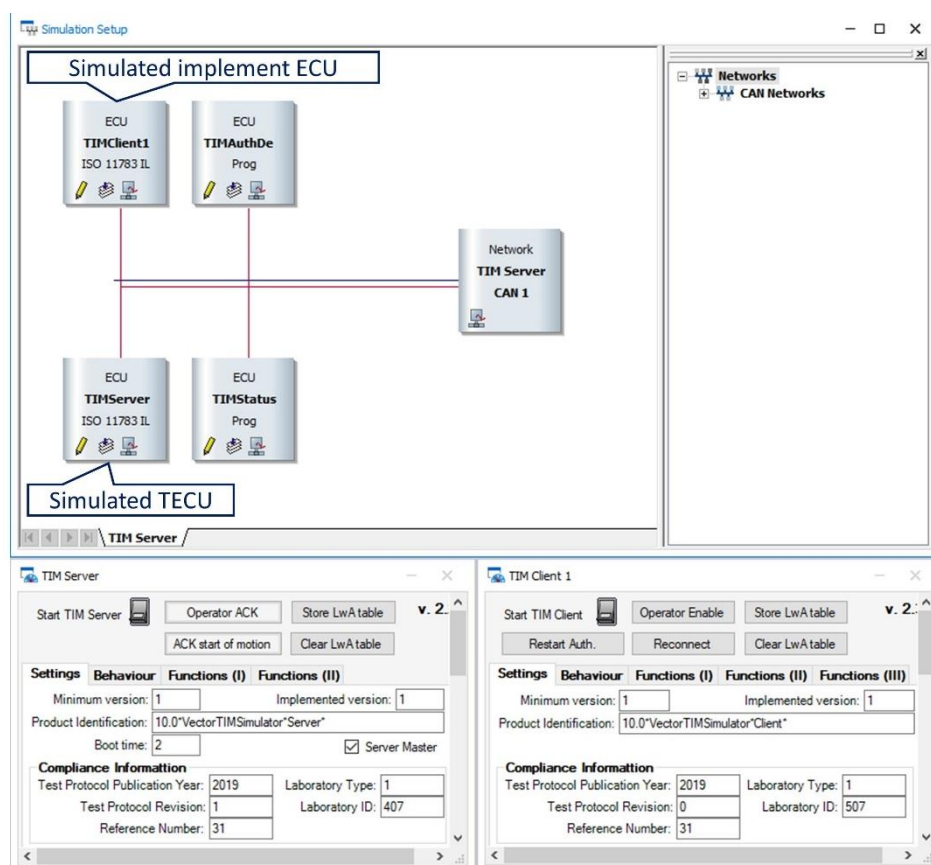 Simulation Setup
Simulated implement ECU
ECU
TIMClient1
ISO 11783 IL
ECU
TIMAuthDe
Prog
Network
TIM Server
CAN 1
ECU
TIMServer
ISO 11783 IL
ECU
TIMStatus
Prog
Simulated TECU
TIM Server
Networks
CAN Networks
TIM Server
Start TIM Server
Operator ACK
Store LwA table
v. 2.
ACK start of motion
Clear LwA table
Settings Behaviour Functions (I) Functions (II)
Minimum version: 1 Implemented version: 1
Product Identification: 10.0*VectorTIMSimulator*Server*
Boot time: 2 Server Master
Compliance Informattion
Test Protocol Publication Year: 2019 Laboratory Type: 1
Test Protocol Revision: 1 Laboratory ID: 407
Reference Number: 31
TIM Client 1
Start TIM Client
Operator Enable
Store LwA table
v. 2.
Restart Auth.
Reconnect
Clear LwA table
Settings Behaviour Functions (I) Functions (II) Functions (III)
Minimum version: 1 Implemented version: 1
Product Identification: 10.0*VectorTIMSimulator*Client*
Compliance Informattion
Test Protocol Publication Year: 2019 Laboratory Type: 1
Test Protocol Revision: 0 Laboratory ID: 507
Reference Number: 31